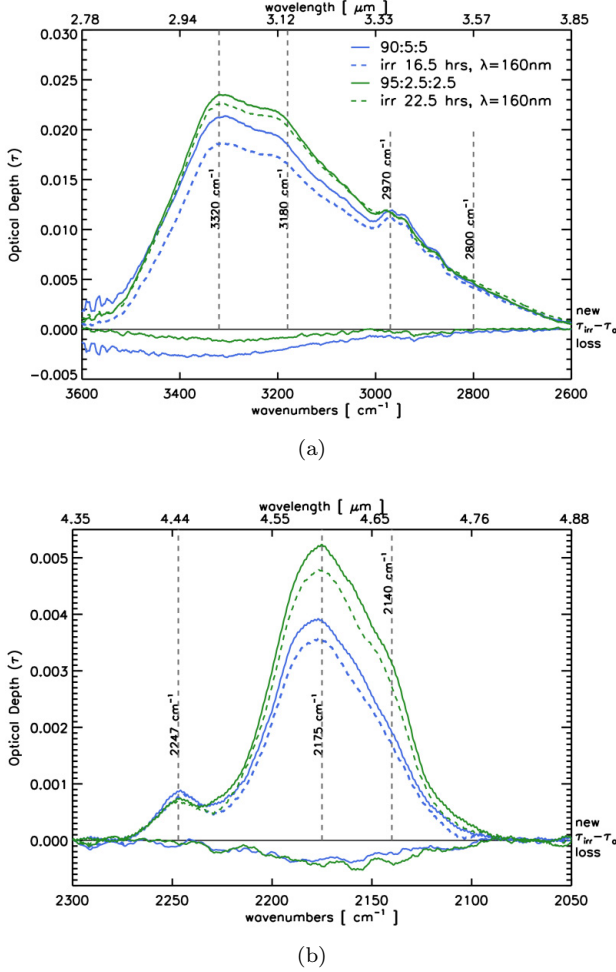 wavelength [ μm ]
2.78 2.94 3.12 3.33 3.57 3.85
0.030
0.025
0.020
0.015
0.010
0.005
0.000
−0.005
Optical Depth (τ)
90:5:5
irr 16.5 hrs, λ=160nm
95:2.5:2.5
irr 22.5 hrs, λ=160nm
3320 cm⁻¹
3180 cm⁻¹
2970 cm⁻¹
2800 cm⁻¹
new
τirr−τo
loss
3600 3400 3200 3000 2800 2600
wavenumbers [ cm⁻¹ ]
(a)
wavelength [ μm ]
4.35 4.44 4.55 4.65 4.76 4.88
0.005
0.004
0.003
0.002
0.001
0.000
Optical Depth (τ)
2247 cm⁻¹
2175 cm⁻¹
2140 cm⁻¹
new
τirr−τo
loss
2300 2250 2200 2150 2100 2050
wavenumbers [ cm⁻¹ ]
(b)